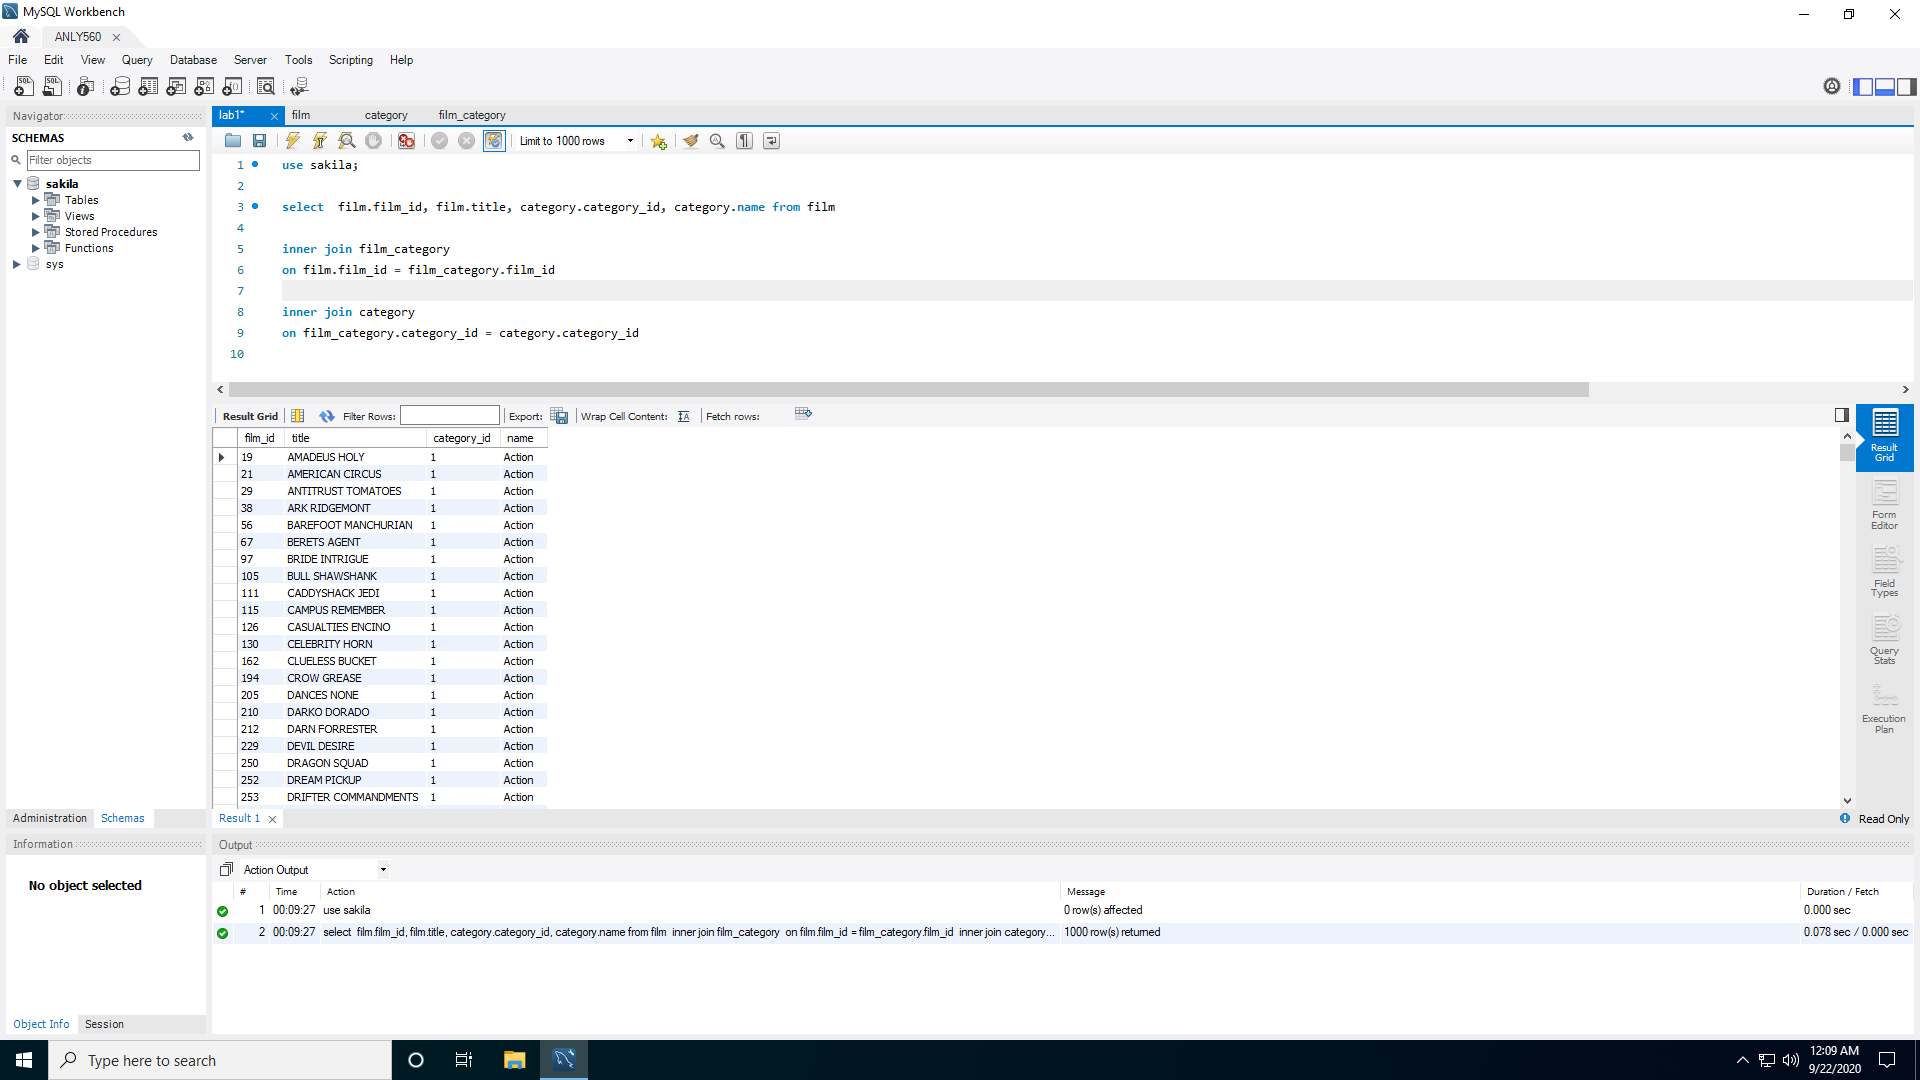 MySQL Workbench
ANLY560
File Edit View Query Database Server Tools Scripting Help
Navigator
SCHEMAS
Filter objects
sakila
Tables
Views
Stored Procedures
Functions
sys
Administration Schemas
Information
No object selected
Object Info Session
lab1* film category film_category
Limit to 1000 rows
1 use sakila;
2
3 select  film.film_id, film.title, category.category_id, category.name from film
4
5 inner join film_category
6 on film.film_id = film_category.film_id
7
8 inner join category
9 on film_category.category_id = category.category_id
10
Result Grid Filter Rows: Export: Wrap Cell Content: Fetch rows:
film_id title category_id name
19 AMADEUS HOLY 1 Action
21 AMERICAN CIRCUS 1 Action
29 ANTITRUST TOMATOES 1 Action
38 ARK RIDGEMONT 1 Action
56 BAREFOOT MANCHURIAN 1 Action
67 BERETS AGENT 1 Action
97 BRIDE INTRIGUE 1 Action
105 BULL SHAWSHANK 1 Action
111 CADDYSHACK JEDI 1 Action
115 CAMPUS REMEMBER 1 Action
126 CASUALTIES ENCINO 1 Action
130 CELEBRITY HORN 1 Action
162 CLUELESS BUCKET 1 Action
194 CROW GREASE 1 Action
205 DANCES NONE 1 Action
210 DARKO DORADO 1 Action
212 DARN FORRESTER 1 Action
229 DEVIL DESIRE 1 Action
250 DRAGON SQUAD 1 Action
252 DREAM PICKUP 1 Action
253 DRIFTER COMMANDMENTS 1 Action
Result
Grid
Form
Editor
Field
Types
Query
Stats
Execution
Plan
Result 1 Read Only
Output
Action Output
# Time Action Message Duration / Fetch
1 00:09:27 use sakila 0 row(s) affected 0.000 sec
2 00:09:27 select  film.film_id, film.title, category.category_id, category.name from film  inner join film_category  on film.film_id = film_category.film_id  inner join category... 1000 row(s) returned 0.078 sec / 0.000 sec
Type here to search
12:09 AM
9/22/2020